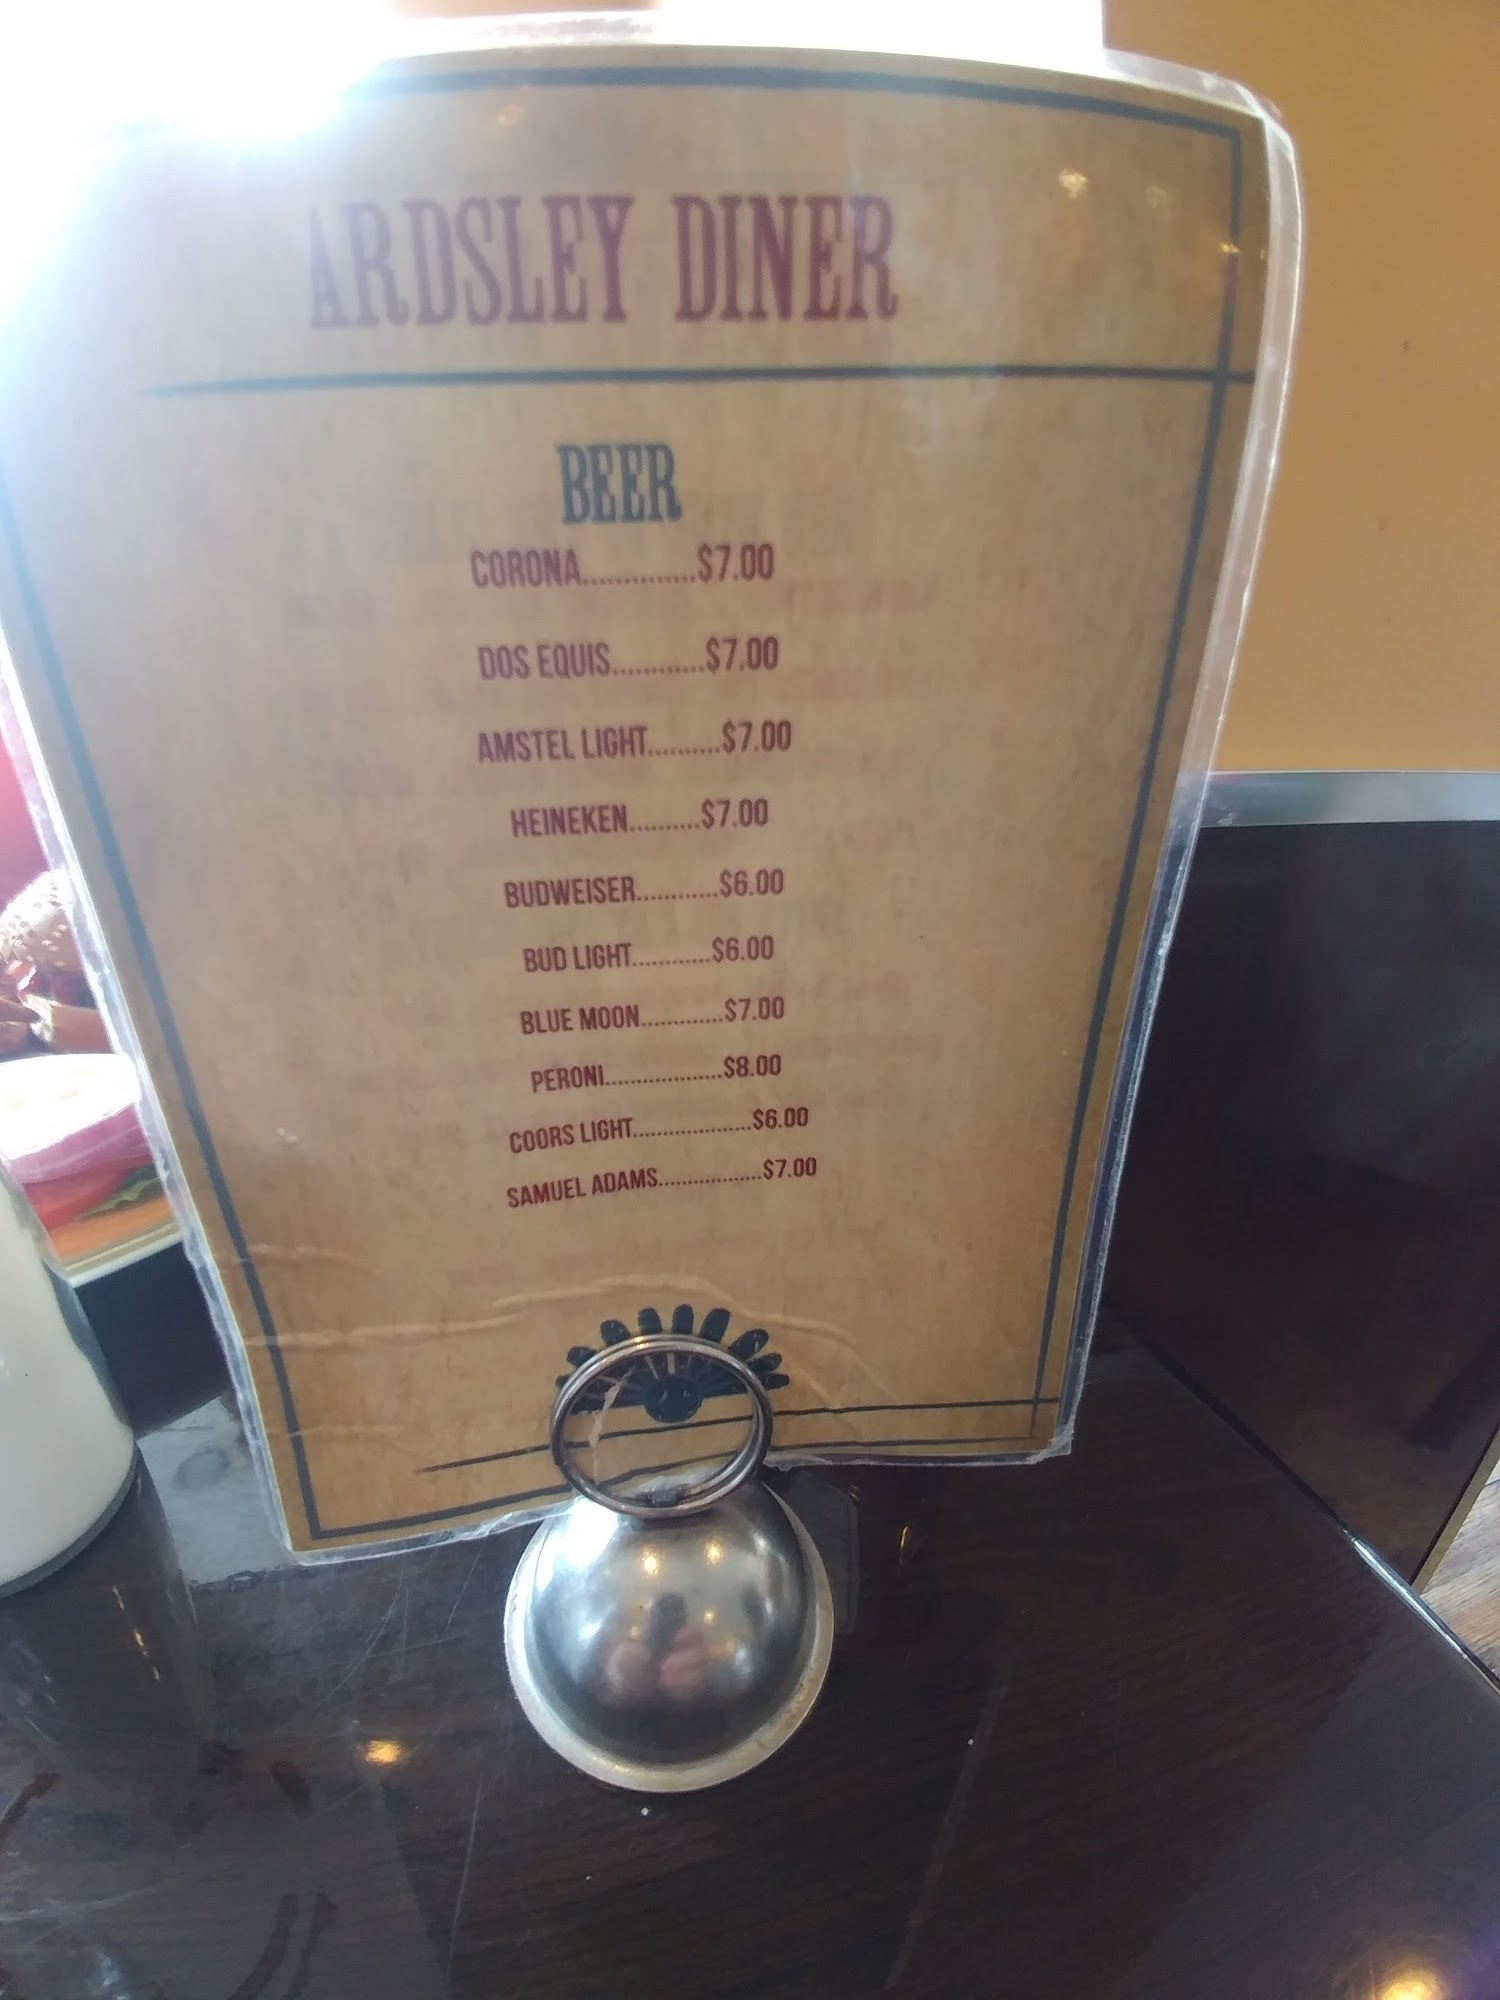 ARDSLEY DINER
BEER
CORONA..............$7.00
DOS EQUIS............$7.00
AMSTEL LIGHT..........$7.00
HEINEKEN..........$7.00
BUDWEISER............$6.00
BUD LIGHT............$6.00
BLUE MOON.............$7.00
PERONI....................$8.00
COORS LIGHT.....................$6.00
SAMUEL ADAMS..................$7.00